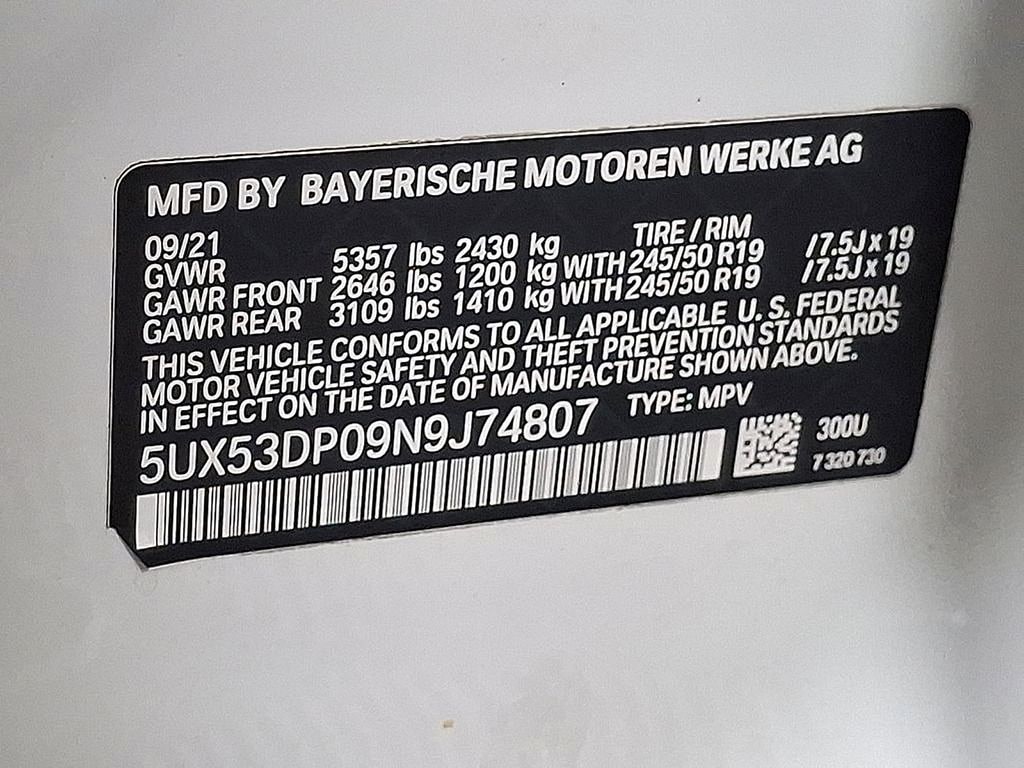 MFD BY BAYERISCHE MOTOREN WERKE AG
09/21 TIRE / RIM
GVWR 5357 lbs 2430 kg
GAWR FRONT 2646 lbs 1200 kg WITH 245/50 R19 /7.5J x 19
GAWR REAR 3109 lbs 1410 kg WITH 245/50 R19 /7.5J x 19
THIS VEHICLE CONFORMS TO ALL APPLICABLE U. S. FEDERAL
MOTOR VEHICLE SAFETY AND THEFT PREVENTION STANDARDS
IN EFFECT ON THE DATE OF MANUFACTURE SHOWN ABOVE.
5UX53DP09N9J74807 TYPE: MPV
300U
7 320 730